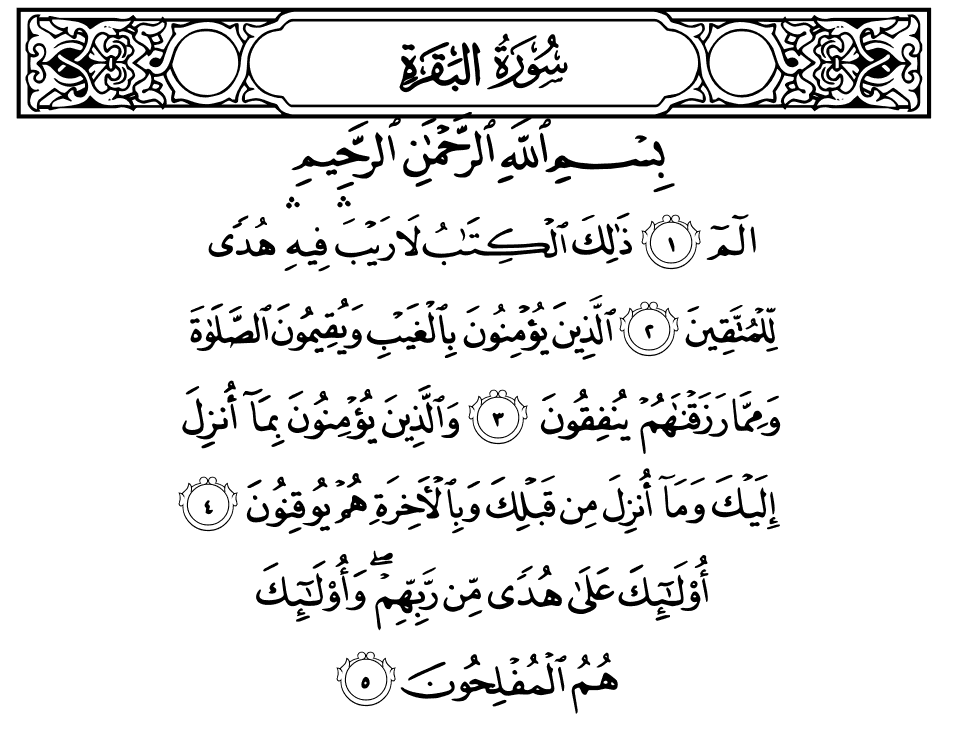 سُورَةُ البَقَرَةِ
بِسْمِ ٱللَّهِ ٱلرَّحْمَٰنِ ٱلرَّحِيمِ
الٓمٓ ١ ذَٰلِكَ ٱلْكِتَٰبُ لَا رَيْبَ ۛ فِيهِ ۛ هُدًى
لِّلْمُتَّقِينَ ٢ ٱلَّذِينَ يُؤْمِنُونَ بِٱلْغَيْبِ وَيُقِيمُونَ ٱلصَّلَوٰةَ
وَمِمَّا رَزَقْنَٰهُمْ يُنفِقُونَ ٣ وَٱلَّذِينَ يُؤْمِنُونَ بِمَآ أُنزِلَ
إِلَيْكَ وَمَآ أُنزِلَ مِن قَبْلِكَ وَبِٱلْأَخِرَةِ هُمْ يُوقِنُونَ ٤
أُوْلَٰٓئِكَ عَلَىٰ هُدًى مِّن رَّبِّهِمْ ۖ وَأُوْلَٰٓئِكَ
هُمُ ٱلْمُفْلِحُونَ ٥